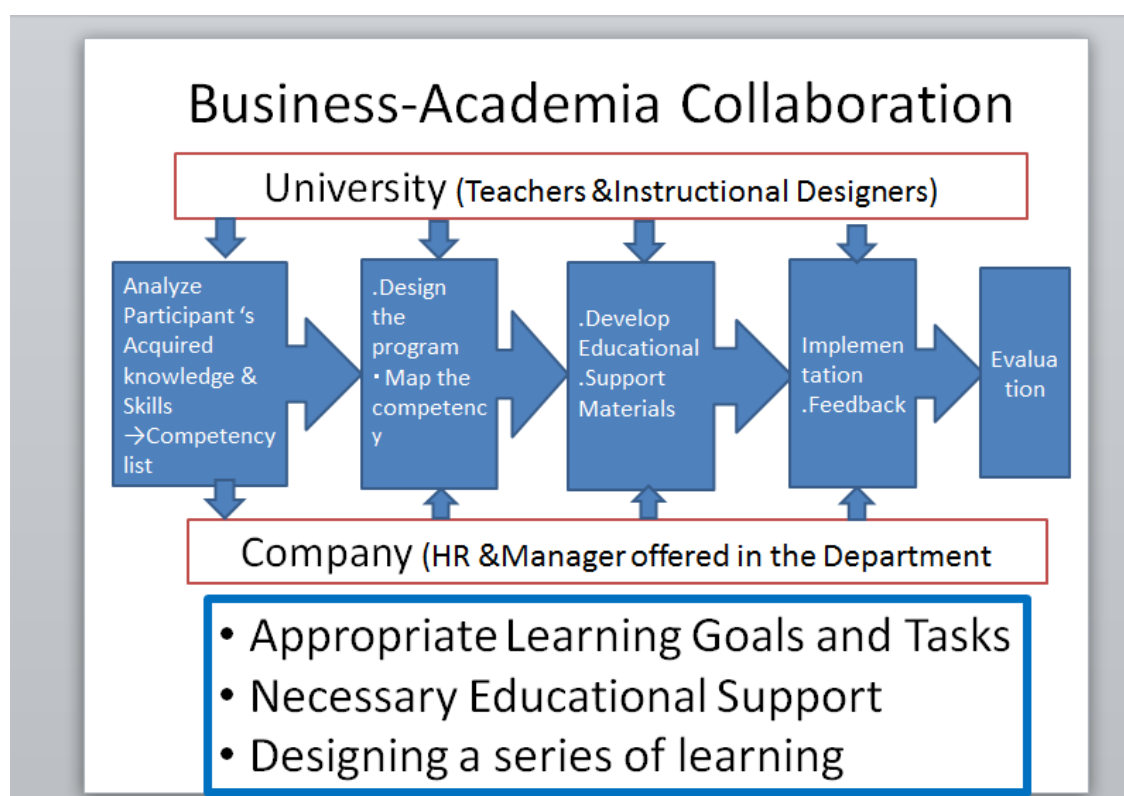 Business-Academia Collaboration
University (Teachers &Instructional Designers)
Analyze
Participant 's
Acquired
knowledge &
Skills
→Competency
list
.Design
the
program
・Map the
competenc
y
.Develop
Educational
.Support
Materials
Implemen
tation
.Feedback
Evalua
tion
Company (HR &Manager offered in the Department
• Appropriate Learning Goals and Tasks
• Necessary Educational Support
• Designing a series of learning